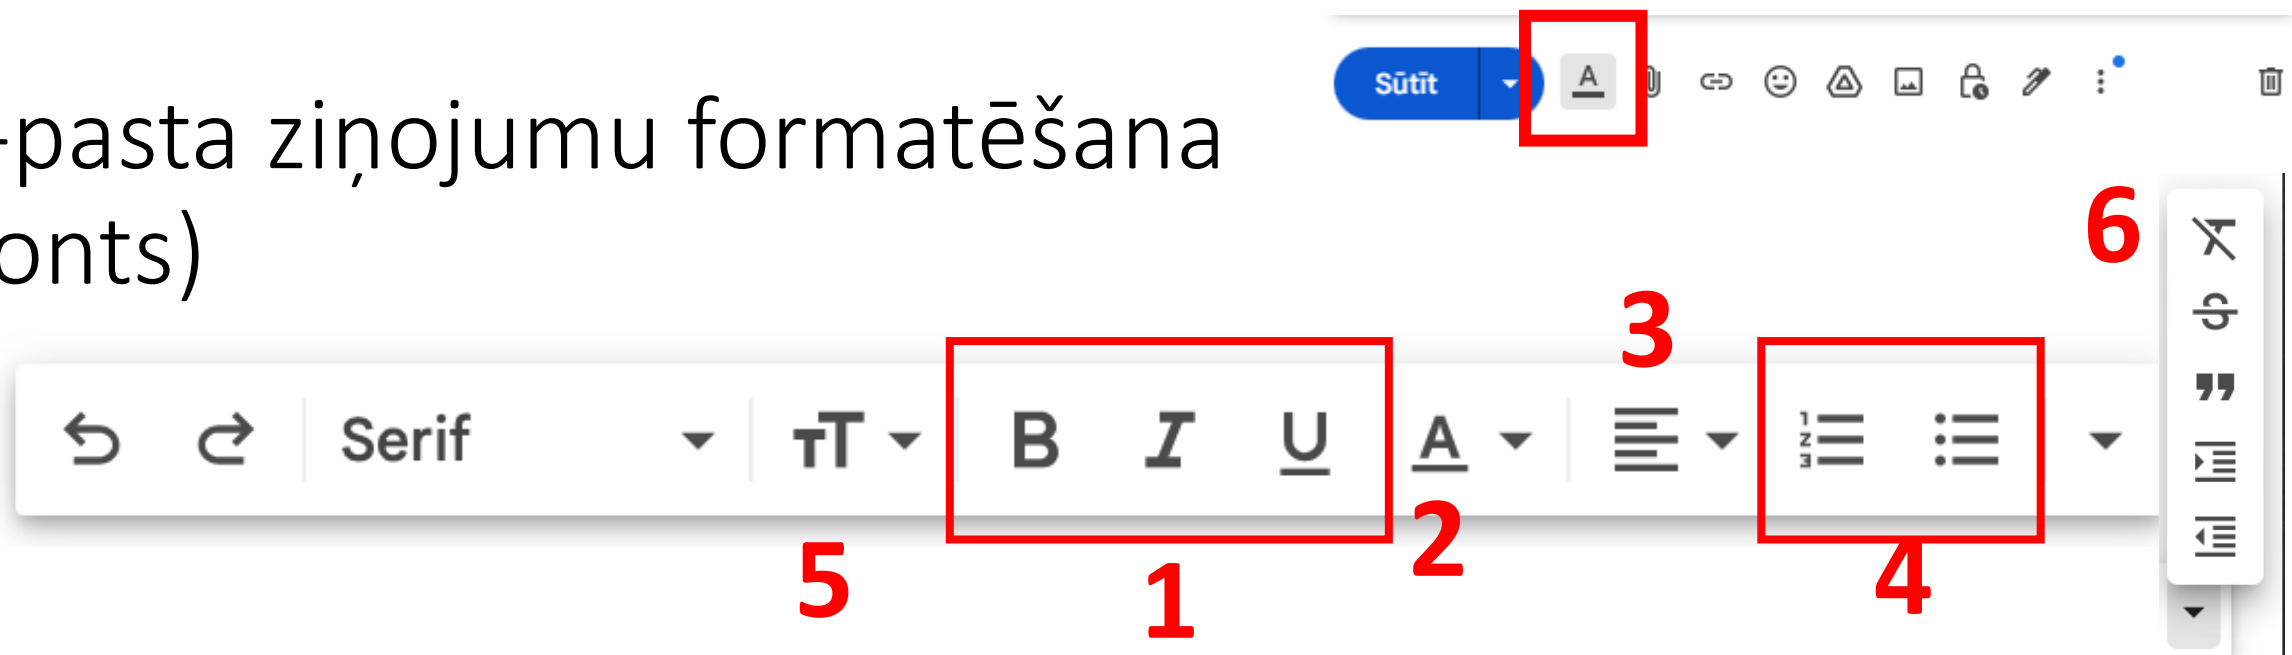 Sūtīt
-pasta ziņojumu formatēšana
onts)
6
3
Serif
B I U A
2
5
1
4